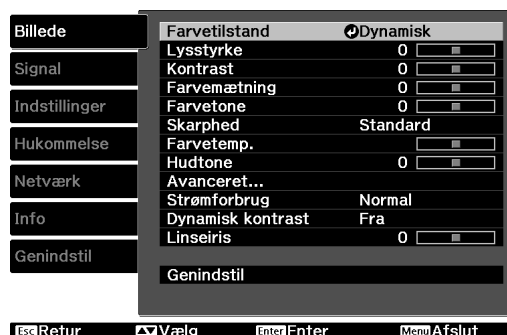 Billede
Signal
Indstillinger
Hukommelse
Netværk
Info
Genindstil
Farvetilstand Dynamisk
Lysstyrke 0
Kontrast 0
Farvemætning 0
Farvetone 0
Skarphed Standard
Farvetemp.
Hudtone 0
Avanceret...
Strømforbrug Normal
Dynamisk kontrast Fra
Linseiris 0
Genindstil
Esc Retur Vælg Enter Enter Menu Afslut